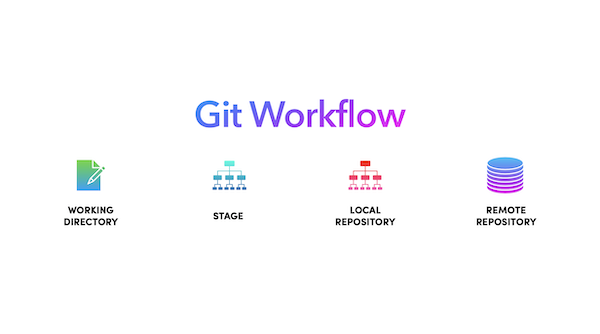 Git Workflow
WORKING
DIRECTORY
STAGE
LOCAL
REPOSITORY
REMOTE
REPOSITORY